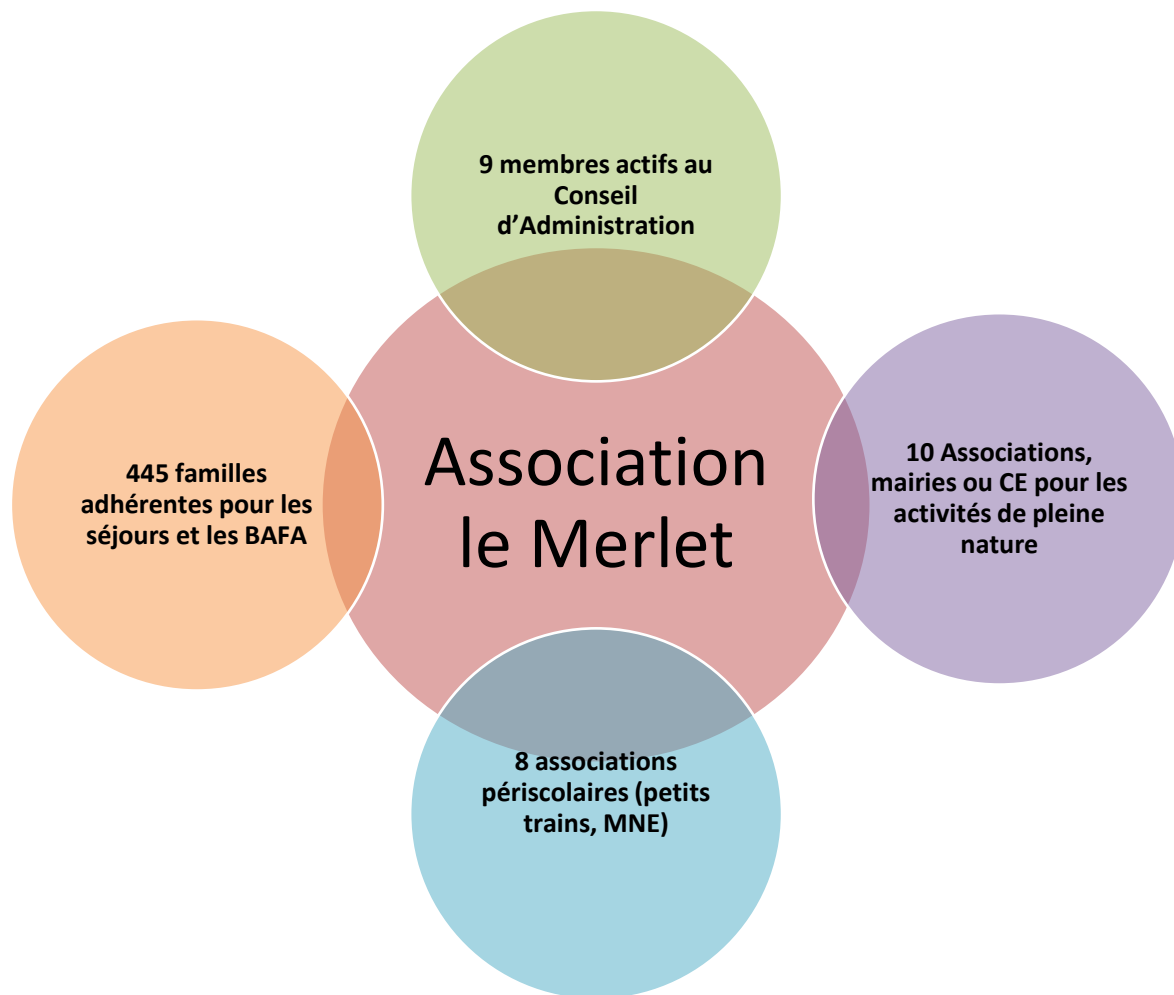 9 membres actifs au
Conseil
d’Administration
445 familles
adhérentes pour les
séjours et les BAFA
Association
le Merlet
10 Associations,
mairies ou CE pour les
activités de pleine
nature
8 associations
périscolaires (petits
trains, MNE)